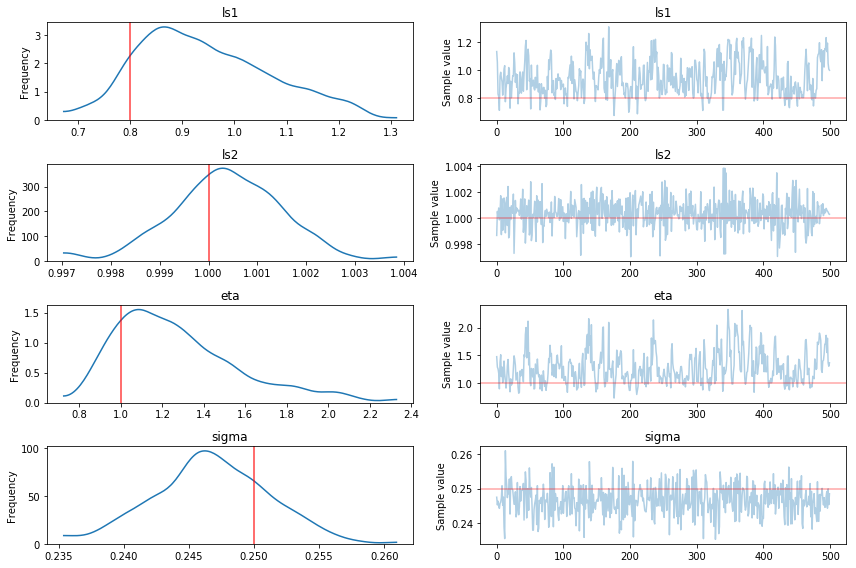 ls1
Frequency
3
2
1
0
0.7 0.8 0.9 1.0 1.1 1.2 1.3
ls1
Sample value
1.2
1.0
0.8
0 100 200 300 400 500
ls2
Frequency
300
200
100
0
0.997 0.998 0.999 1.000 1.001 1.002 1.003 1.004
ls2
Sample value
1.004
1.002
1.000
0.998
0 100 200 300 400 500
eta
Frequency
1.5
1.0
0.5
0.0
0.8 1.0 1.2 1.4 1.6 1.8 2.0 2.2 2.4
eta
Sample value
2.0
1.5
1.0
0 100 200 300 400 500
sigma
Frequency
100
50
0
0.235 0.240 0.245 0.250 0.255 0.260
sigma
Sample value
0.26
0.25
0.24
0 100 200 300 400 500